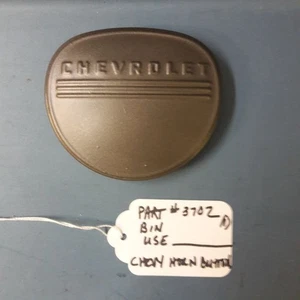 CHEVROLET
PART # 3702
BIN
USE
CHEVY HORN BUTTON